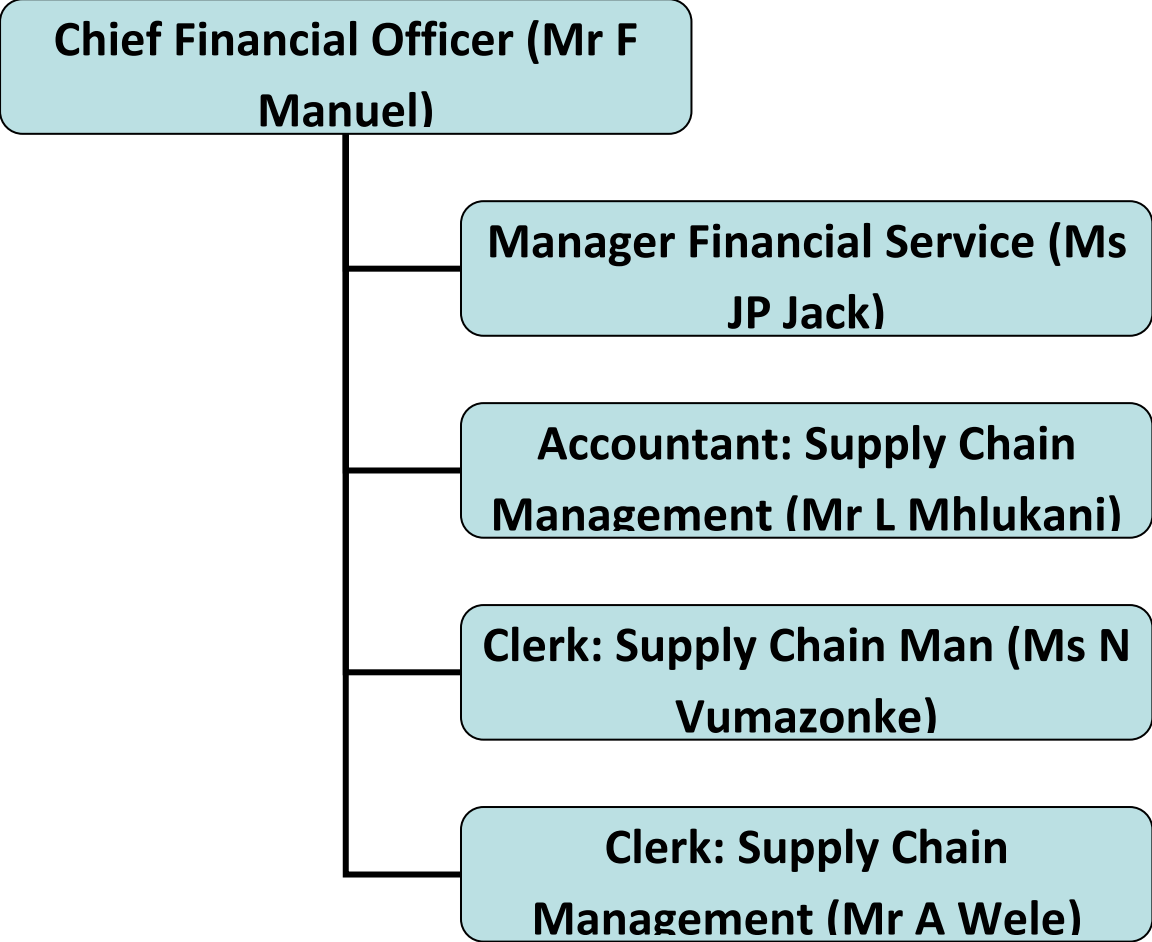 Chief Financial Officer (Mr F
Manuel)
Manager Financial Service (Ms
JP Jack)
Accountant: Supply Chain
Management (Mr L Mhlukani)
Clerk: Supply Chain Man (Ms N
Vumazonke)
Clerk: Supply Chain
Management (Mr A Wele)